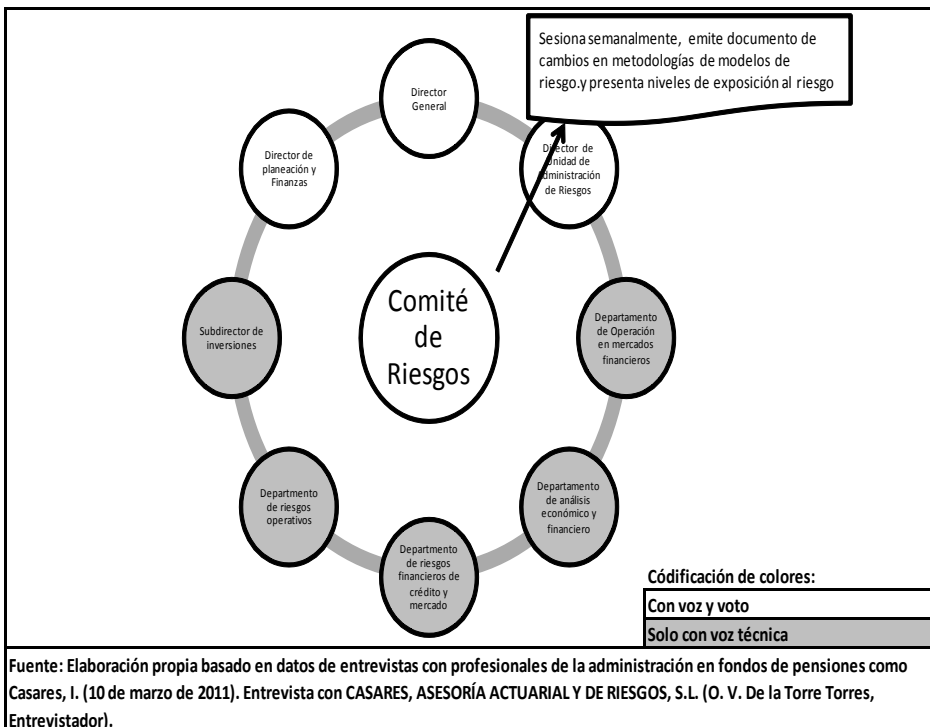 Sesiona semanalmente, emite documento de
cambios en metodologías de modelos de
riesgo.y presenta niveles de exposición al riesgo
Director
General
Director de
planeación y
Finanzas
Director de
Unidad de
Administración
de Riesgos
Comité
de
Riesgos
Subdirector de
inversiones
Departamento
de Operación
en mercados
financieros
Departmento
de riesgos
operativos
Departamento
de análisis
económico y
financiero
Departmento
de riesgos
financieros de
crédito y
mercado
Códificación de colores:
Con voz y voto
Solo con voz técnica
Fuente: Elaboración propia basado en datos de entrevistas con profesionales de la administración en fondos de pensiones como
Casares, I. (10 de marzo de 2011). Entrevista con CASARES, ASESORÍA ACTUARIAL Y DE RIESGOS, S.L. (O. V. De la Torre Torres,
Entrevistador).